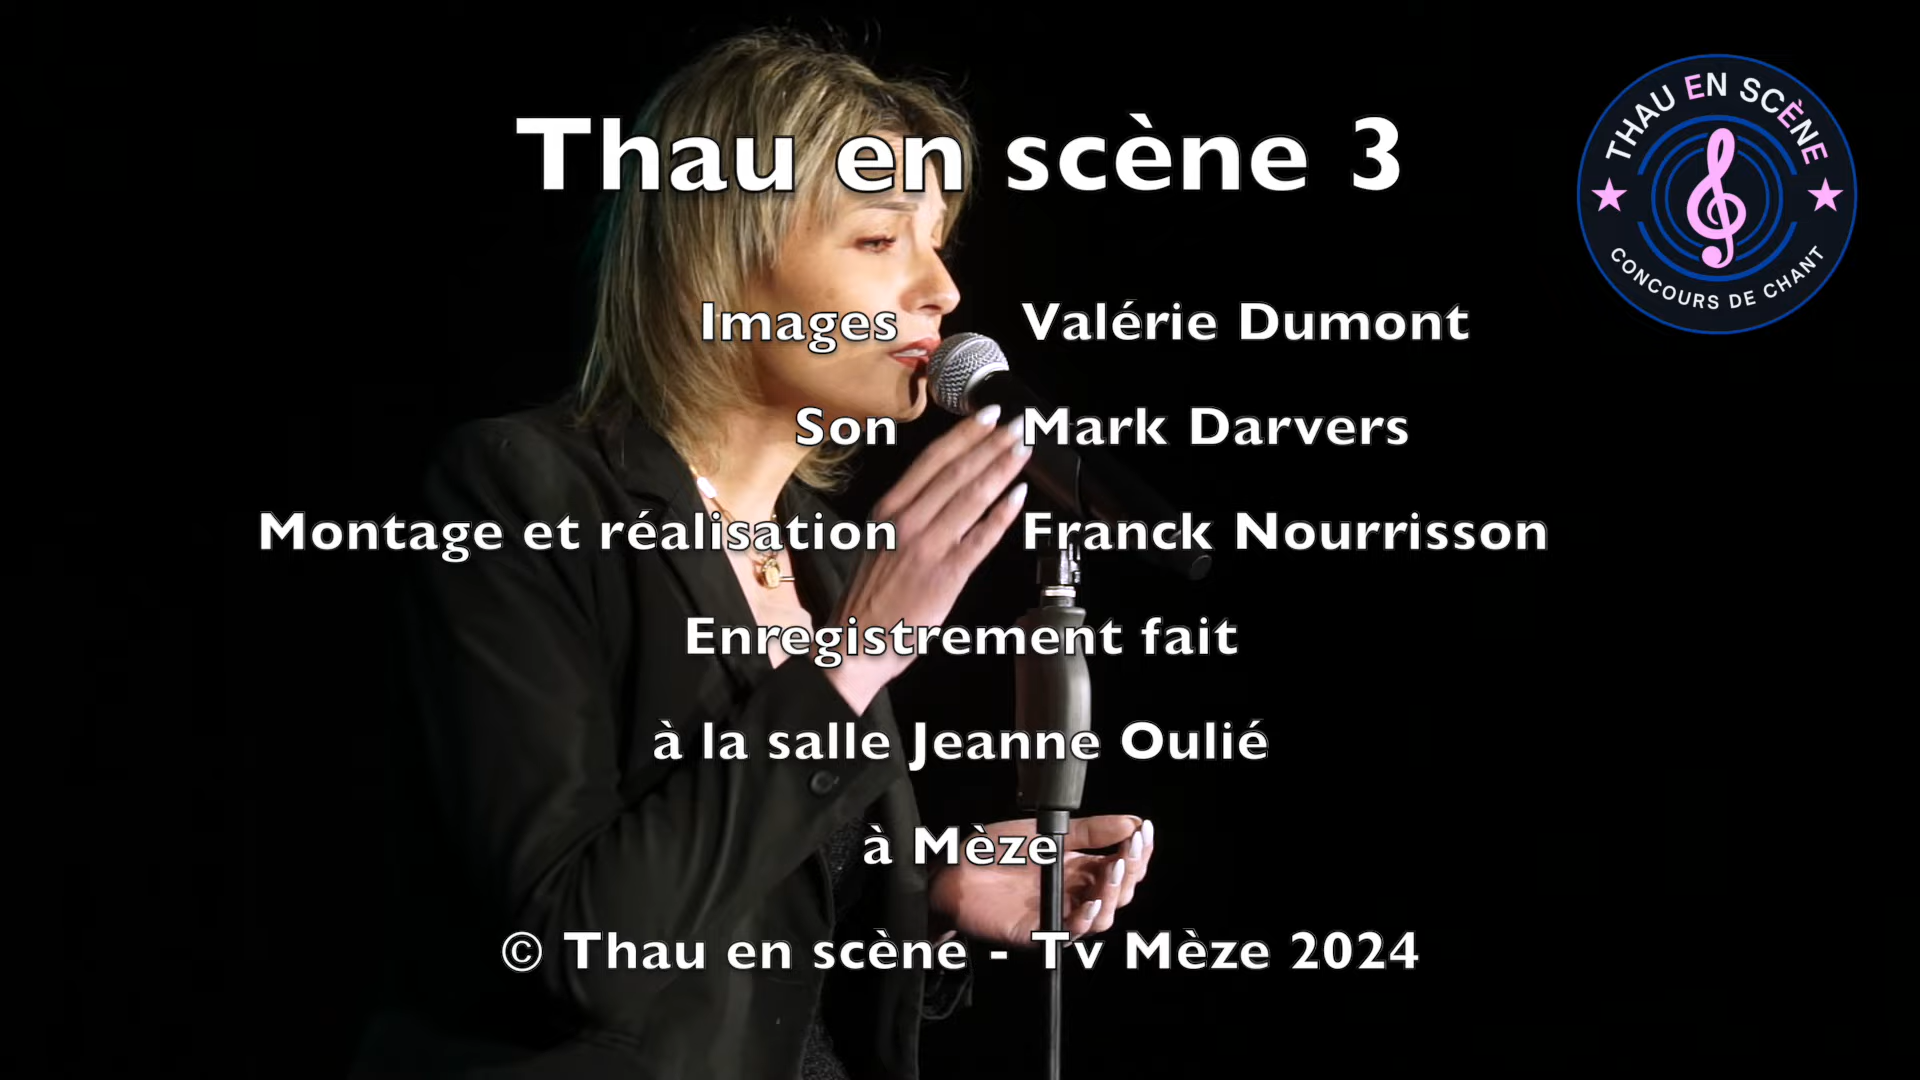 Thau en scène 3
THAU EN SCÈNE
CONCOURS DE CHANT
Images Valérie Dumont
Son Mark Darvers
Montage et réalisation Franck Nourrisson
Enregistrement fait
à la salle Jeanne Oulié
à Mèze
© Thau en scène - Tv Mèze 2024